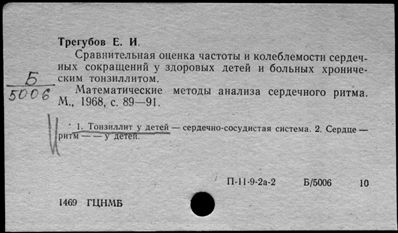 Трегубов Е. И.
Сравнительная оценка частоты и колеблемости сердеч-
ных сокращений у здоровых детей и больных хрониче-
ским тонзиллитом.
Б
5006
Математические методы анализа сердечного ритма.
М., 1968, с. 89—91.
1. Тонзиллит у детей — сердечно-сосудистая система. 2. Сердце —
ритм — — у детей.
П-11-9-2а-2 Б/5006 10
1469 ГЦНМБ